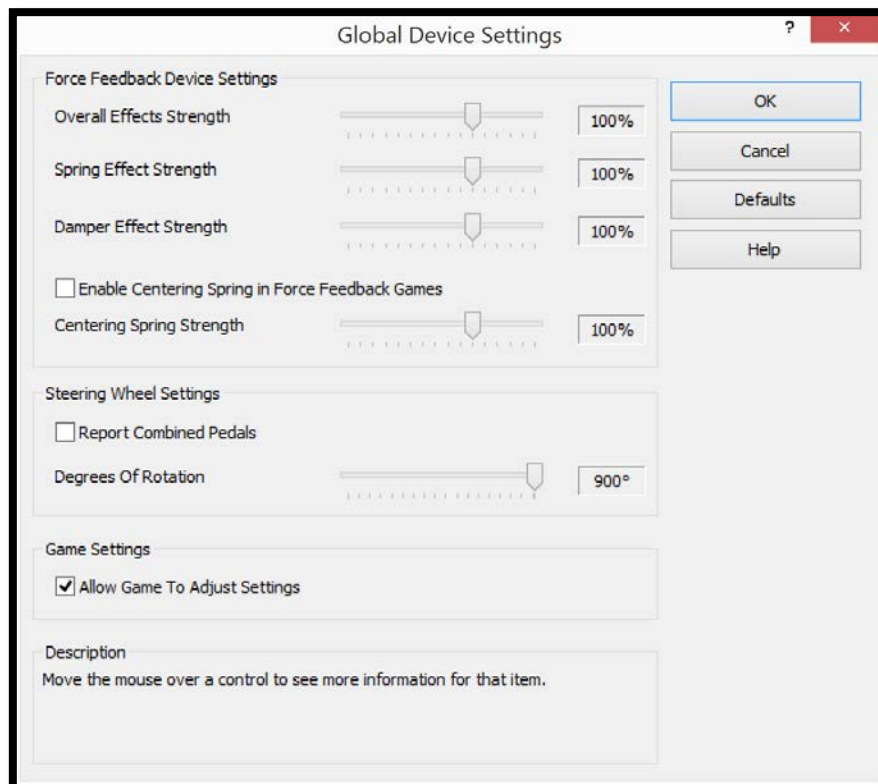 Global Device Settings
?
×
Force Feedback Device Settings
Overall Effects Strength
100%
Spring Effect Strength
100%
Damper Effect Strength
100%
Enable Centering Spring in Force Feedback Games
Centering Spring Strength
100%
Steering Wheel Settings
Report Combined Pedals
Degrees Of Rotation
900°
Game Settings
Allow Game To Adjust Settings
Description
Move the mouse over a control to see more information for that item.
OK
Cancel
Defaults
Help